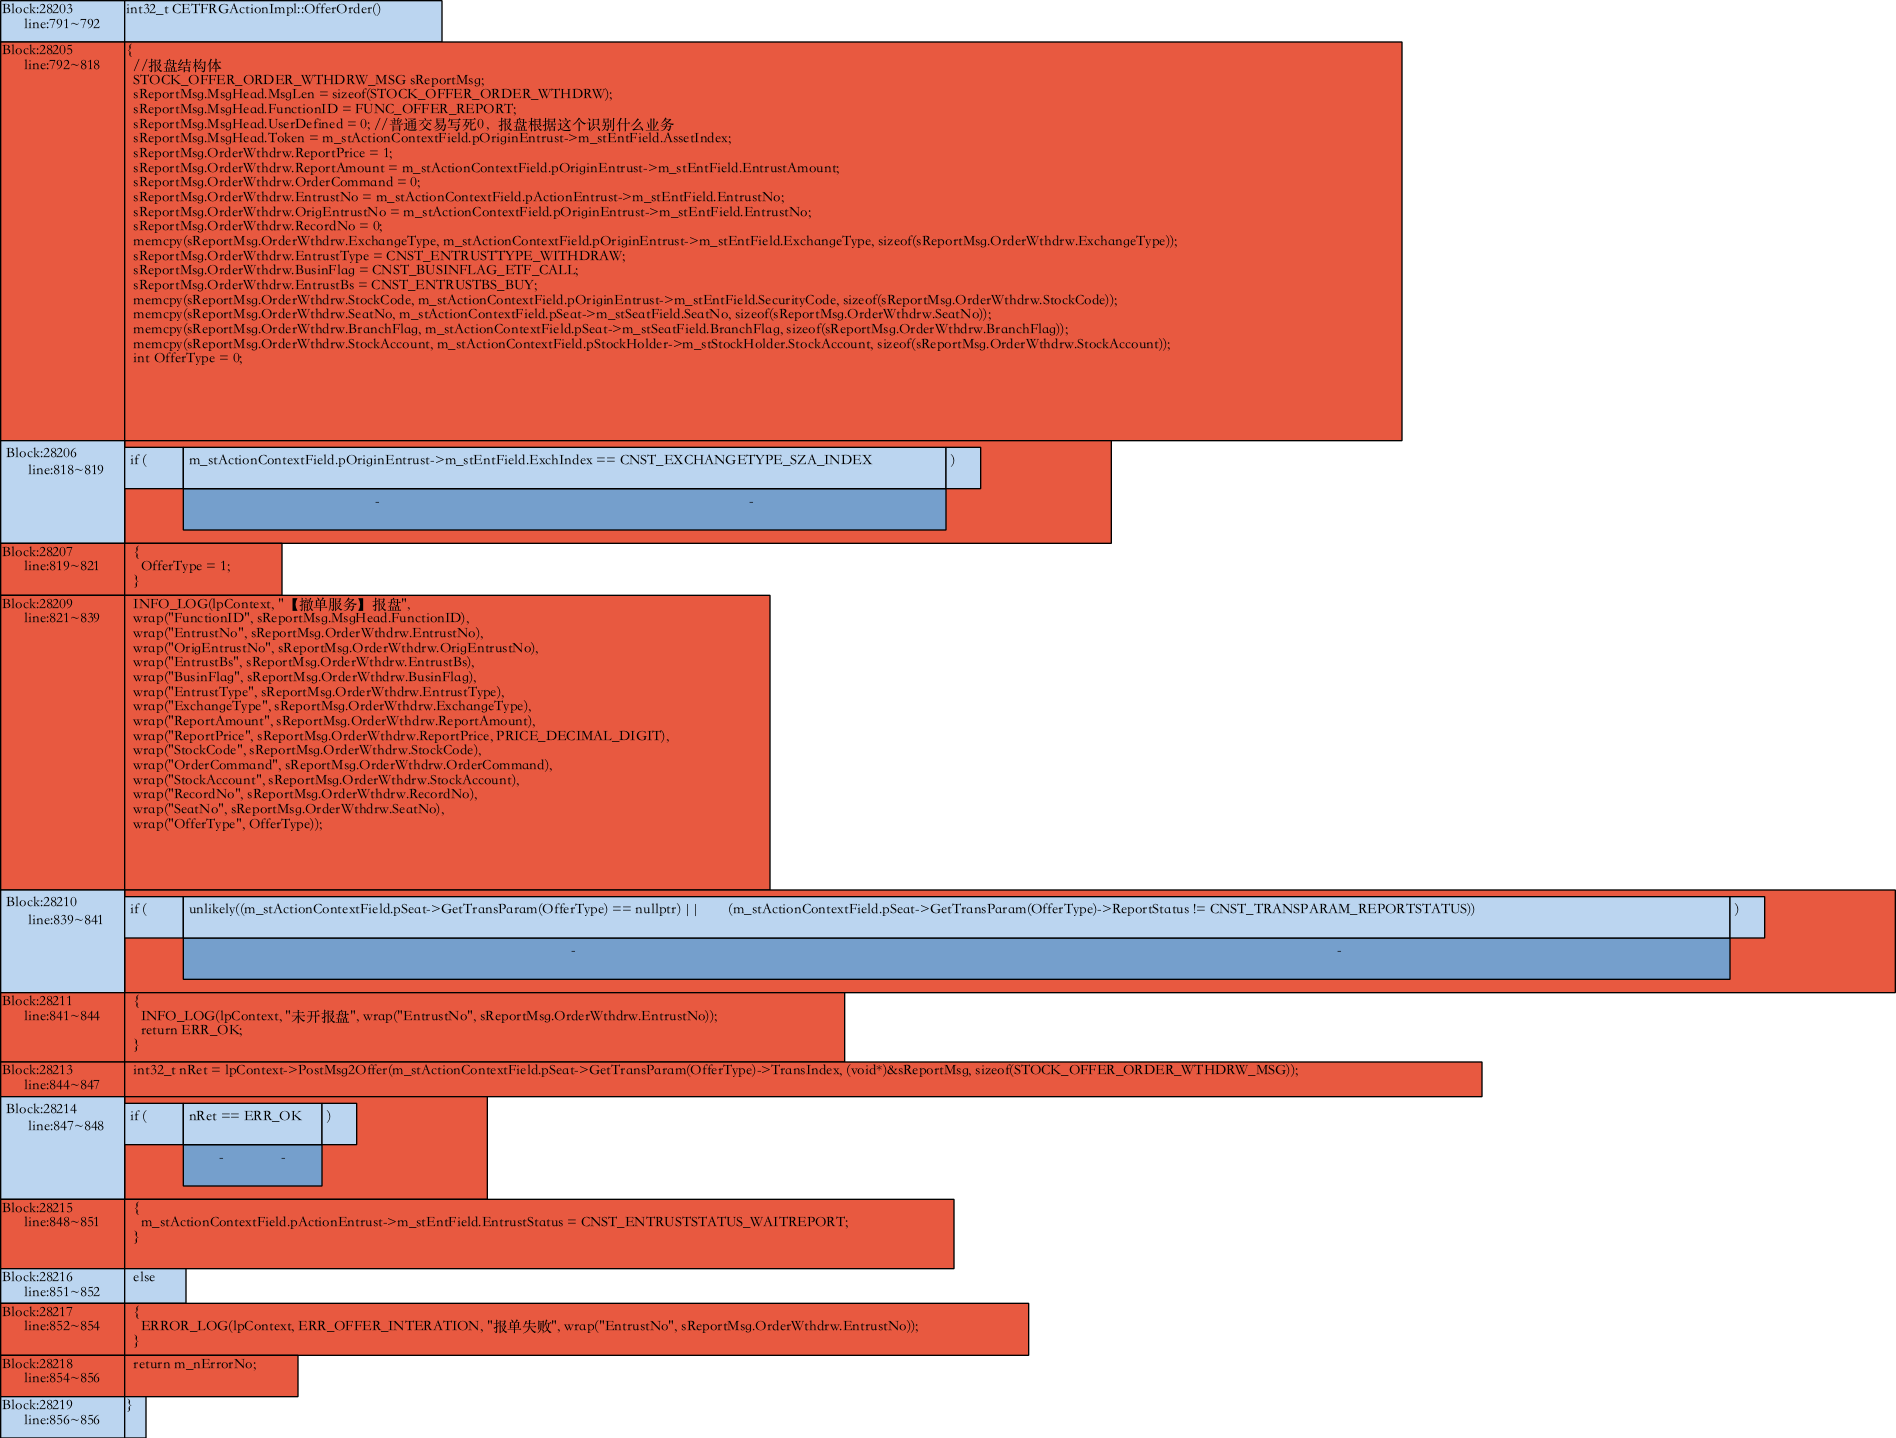 Block:28203
line:791~792
int32_t CETFRGActionImpl::OfferOrder()
Block:28205
line:792~818
{
//报盘结构体
STOCK_OFFER_ORDER_WTHDRW_MSG sReportMsg;
sReportMsg.MsgHead.MsgLen = sizeof(STOCK_OFFER_ORDER_WTHDRW);
sReportMsg.MsgHead.FunctionID = FUNC_OFFER_REPORT;
sReportMsg.MsgHead.UserDefined = 0; //普通交易写死0，报盘根据这个识别什么业务
sReportMsg.MsgHead.Token = m_stActionContextField.pOriginEntrust->m_stEntField.AssetIndex;
sReportMsg.OrderWthdrw.ReportPrice = 1;
sReportMsg.OrderWthdrw.ReportAmount = m_stActionContextField.pOriginEntrust->m_stEntField.EntrustAmount;
sReportMsg.OrderWthdrw.OrderCommand = 0;
sReportMsg.OrderWthdrw.EntrustNo = m_stActionContextField.pActionEntrust->m_stEntField.EntrustNo;
sReportMsg.OrderWthdrw.OrigEntrustNo = m_stActionContextField.pOriginEntrust->m_stEntField.EntrustNo;
sReportMsg.OrderWthdrw.RecordNo = 0;
memcpy(sReportMsg.OrderWthdrw.ExchangeType, m_stActionContextField.pOriginEntrust->m_stEntField.ExchangeType, sizeof(sReportMsg.OrderWthdrw.ExchangeType));
sReportMsg.OrderWthdrw.EntrustType = CNST_ENTRUSTTYPE_WITHDRAW;
sReportMsg.OrderWthdrw.BusinFlag = CNST_BUSINFLAG_ETF_CALL;
sReportMsg.OrderWthdrw.EntrustBs = CNST_ENTRUSTBS_BUY;
memcpy(sReportMsg.OrderWthdrw.StockCode, m_stActionContextField.pOriginEntrust->m_stEntField.SecurityCode, sizeof(sReportMsg.OrderWthdrw.StockCode));
memcpy(sReportMsg.OrderWthdrw.SeatNo, m_stActionContextField.pSeat->m_stSeatField.SeatNo, sizeof(sReportMsg.OrderWthdrw.SeatNo));
memcpy(sReportMsg.OrderWthdrw.BranchFlag, m_stActionContextField.pSeat->m_stSeatField.BranchFlag, sizeof(sReportMsg.OrderWthdrw.BranchFlag));
memcpy(sReportMsg.OrderWthdrw.StockAccount, m_stActionContextField.pStockHolder->m_stStockHolder.StockAccount, sizeof(sReportMsg.OrderWthdrw.StockAccount));
int OfferType = 0;
Block:28206
line:818~819
if ( m_stActionContextField.pOriginEntrust->m_stEntField.ExchIndex == CNST_EXCHANGETYPE_SZA_INDEX )
- -
Block:28207
line:819~821
{
OfferType = 1;
}
Block:28209
line:821~839
INFO_LOG(lpContext, "【撤单服务】报盘",
wrap("FunctionID", sReportMsg.MsgHead.FunctionID),
wrap("EntrustNo", sReportMsg.OrderWthdrw.EntrustNo),
wrap("OrigEntrustNo", sReportMsg.OrderWthdrw.OrigEntrustNo),
wrap("EntrustBs", sReportMsg.OrderWthdrw.EntrustBs),
wrap("BusinFlag", sReportMsg.OrderWthdrw.BusinFlag),
wrap("EntrustType", sReportMsg.OrderWthdrw.EntrustType),
wrap("ExchangeType", sReportMsg.OrderWthdrw.ExchangeType),
wrap("ReportAmount", sReportMsg.OrderWthdrw.ReportAmount),
wrap("ReportPrice", sReportMsg.OrderWthdrw.ReportPrice, PRICE_DECIMAL_DIGIT),
wrap("StockCode", sReportMsg.OrderWthdrw.StockCode),
wrap("OrderCommand", sReportMsg.OrderWthdrw.OrderCommand),
wrap("StockAccount", sReportMsg.OrderWthdrw.StockAccount),
wrap("RecordNo", sReportMsg.OrderWthdrw.RecordNo),
wrap("SeatNo", sReportMsg.OrderWthdrw.SeatNo),
wrap("OfferType", OfferType));
Block:28210
line:839~841
if ( unlikely((m_stActionContextField.pSeat->GetTransParam(OfferType) == nullptr) || (m_stActionContextField.pSeat->GetTransParam(OfferType)->ReportStatus != CNST_TRANSPARAM_REPORTSTATUS)) )
- -
Block:28211
line:841~844
{
INFO_LOG(lpContext, "未开报盘", wrap("EntrustNo", sReportMsg.OrderWthdrw.EntrustNo));
return ERR_OK;
}
Block:28213
line:844~847
int32_t nRet = lpContext->PostMsg2Offer(m_stActionContextField.pSeat->GetTransParam(OfferType)->TransIndex, (void*)&sReportMsg, sizeof(STOCK_OFFER_ORDER_WTHDRW_MSG));
Block:28214
line:847~848
if ( nRet == ERR_OK )
- -
Block:28215
line:848~851
{
m_stActionContextField.pActionEntrust->m_stEntField.EntrustStatus = CNST_ENTRUSTSTATUS_WAITREPORT;
}
Block:28216
line:851~852
else
Block:28217
line:852~854
{
ERROR_LOG(lpContext, ERR_OFFER_INTERATION, "报单失败", wrap("EntrustNo", sReportMsg.OrderWthdrw.EntrustNo));
}
Block:28218
line:854~856
return m_nErrorNo;
Block:28219
line:856~856
}